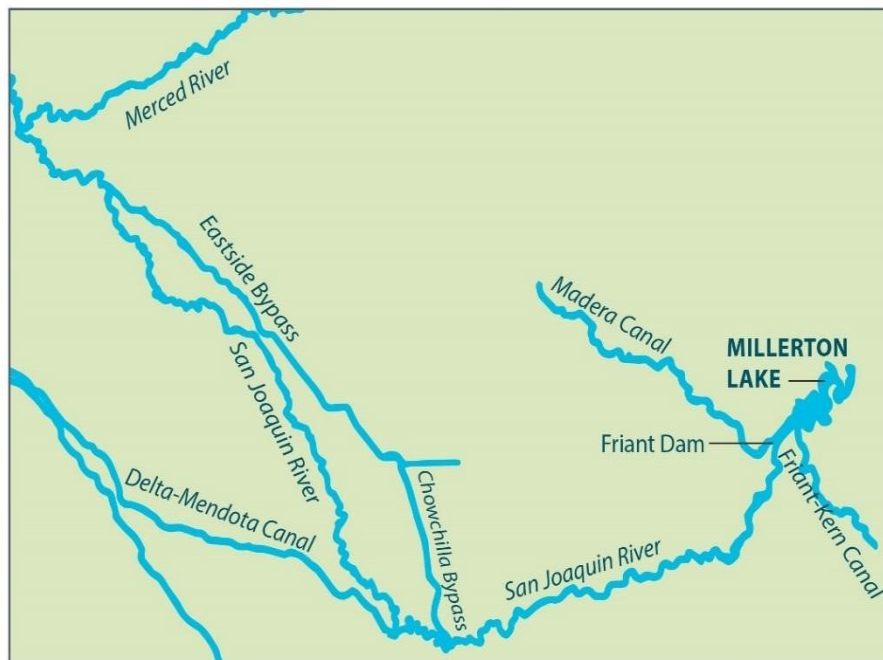 Merced River
Eastside Bypass
Madera Canal
San Joaquin River
MILLERTON
LAKE
Friant Dam
Friant-Kern Canal
Delta-Mendota Canal
Chowchilla Bypass
San Joaquin River